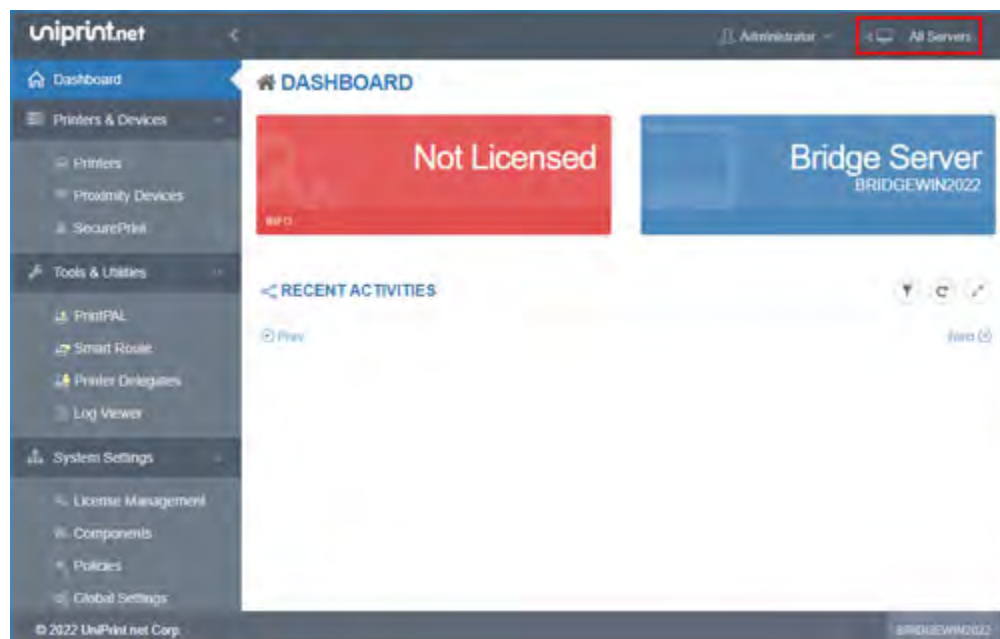 uniprint.net
Administrator
All Servers
Dashboard
DASHBOARD
Printers & Devices
Printers
Proximity Devices
SecurePrint
Not Licensed
INFO
Bridge Server
BRIDGEWIN2022
Tools & Utilities
PrintPAL
Smart Route
Printer Delegates
Log Viewer
RECENT ACTIVITIES
Prev
Next
System Settings
License Management
Components
Policies
Global Settings
© 2022 UniPrint.net Corp.
BRIDGEWIN2022